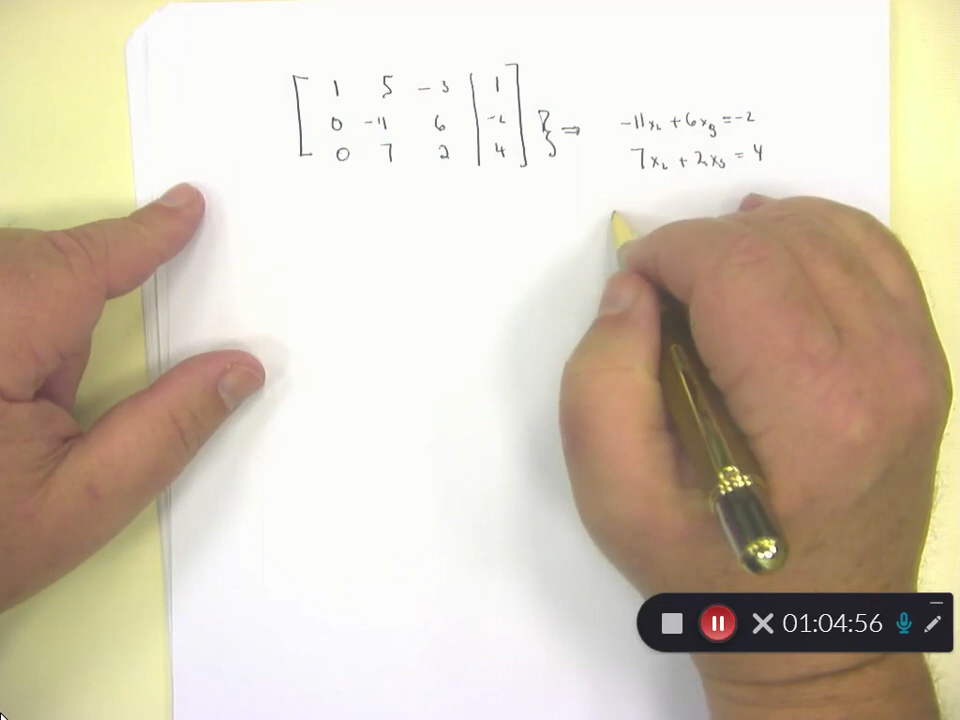 [ 1 5 -3 | 1 ]
[ 0 -11 6 | -2 ] } ⇒ -11x₂ + 6x₃ = -2
[ 0 7 2 | 4 ] 7x₂ + 2x₃ = 4
01:04:56